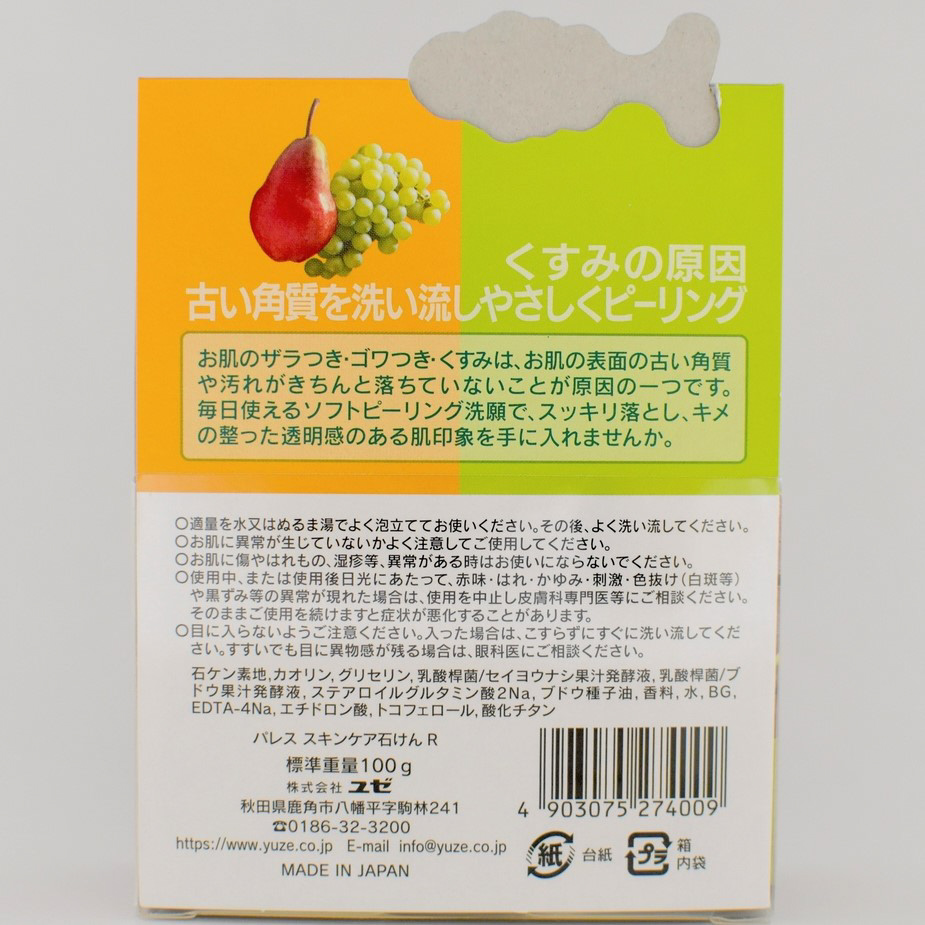 くすみの原因
古い角質を洗い流しやさしくピーリング
お肌のザラつき・ゴワつき・くすみは、お肌の表面の古い角質
や汚れがきちんと落ちていないことが原因の一つです。
毎日使えるソフトピーリング洗願で、スッキリ落とし、キメ
の整った透明感のある肌印象を手に入れませんか。
○適量を水又はぬるま湯でよく泡立ててお使いください。その後、よく洗い流してください。
○お肌に異常が生じていないかよく注意してご使用してください。
○お肌に傷やはれもの、湿疹等、異常がある時はお使いにならないでください。
○使用中、または使用後日光にあたって、赤味・はれ・かゆみ・刺激・色抜け(白斑等)
や黒ずみ等の異常が現れた場合は、使用を中止し皮膚科専門医等にご相談ください。
そのままご使用を続けますと症状が悪化することがあります。
○目に入らないようご注意ください。入った場合は、こすらずにすぐに洗い流してくだ
さい。すすいでも目に異物感が残る場合は、眼科医にご相談ください。
石ケン素地, カオリン, グリセリン, 乳酸桿菌/セイヨウナシ果汁発酵液, 乳酸桿菌/ブ
ドウ果汁発酵液, ステアロイルグルタミン酸2Na, ブドウ種子油, 香料, 水, BG,
EDTA-4Na, エチドロン酸, トコフェロール, 酸化チタン
パレス スキンケア石けん R
標準重量100g
株式会社 ユゼ
秋田県鹿角市八幡平字駒林241
☎0186-32-3200
https://www.yuze.co.jp E-mail info@yuze.co.jp
MADE IN JAPAN
4 903075 274009
紙 台紙
プラ 箱
内袋